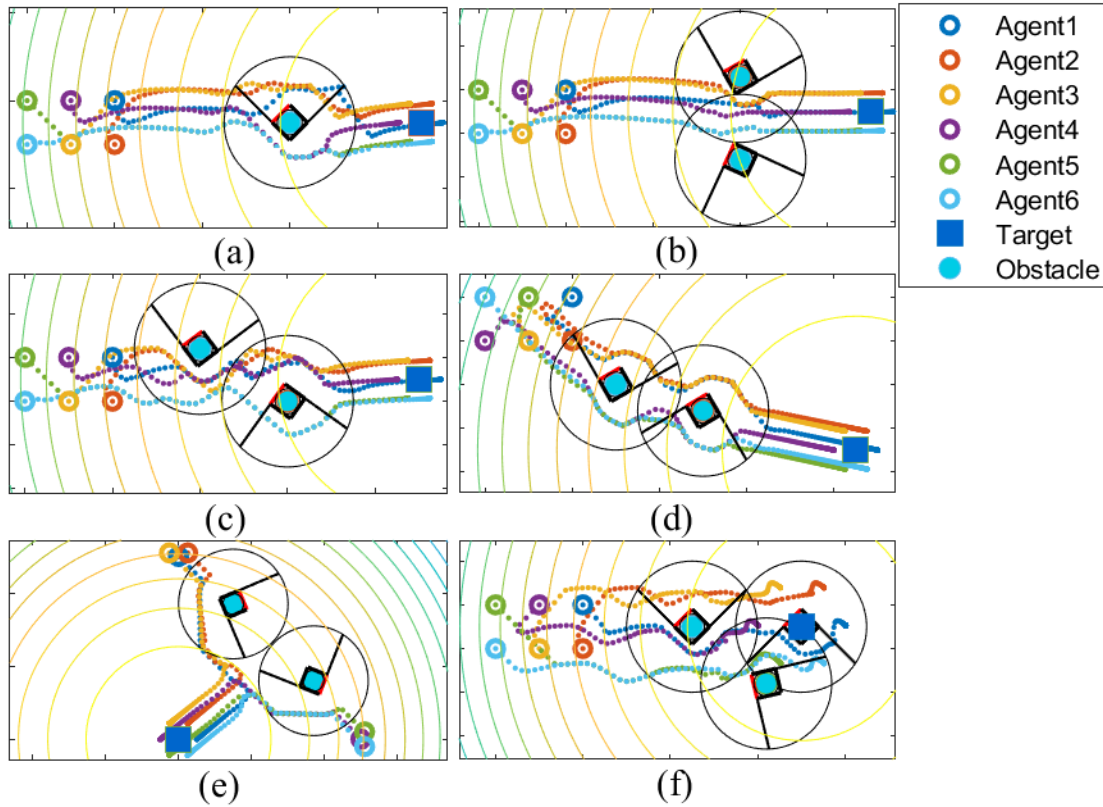 Agent1
Agent2
Agent3
Agent4
Agent5
Agent6
Target
Obstacle
(a)
(b)
(c)
(d)
(e)
(f)